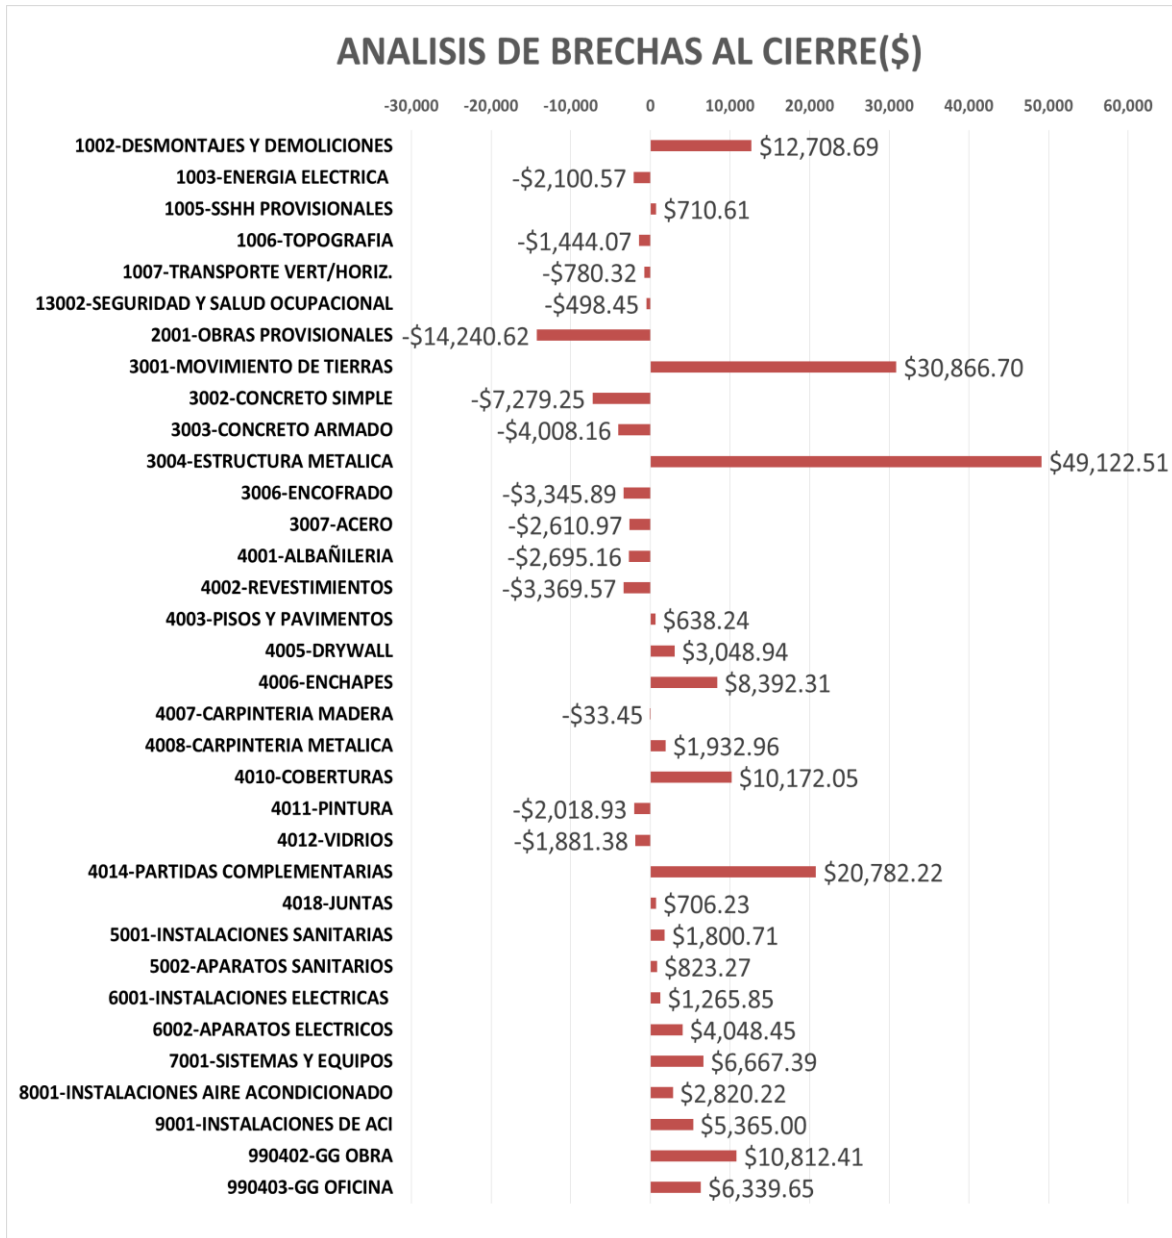 ANALISIS DE BRECHAS AL CIERRE($)
-30,000 -20,000 -10,000 0 10,000 20,000 30,000 40,000 50,000 60,000
1002-DESMONTAJES Y DEMOLICIONES $12,708.69
1003-ENERGIA ELECTRICA -$2,100.57
1005-SSHH PROVISIONALES $710.61
1006-TOPOGRAFIA -$1,444.07
1007-TRANSPORTE VERT/HORIZ. -$780.32
13002-SEGURIDAD Y SALUD OCUPACIONAL -$498.45
2001-OBRAS PROVISIONALES -$14,240.62
3001-MOVIMIENTO DE TIERRAS $30,866.70
3002-CONCRETO SIMPLE -$7,279.25
3003-CONCRETO ARMADO -$4,008.16
3004-ESTRUCTURA METALICA $49,122.51
3006-ENCOFRADO -$3,345.89
3007-ACERO -$2,610.97
4001-ALBAÑILERIA -$2,695.16
4002-REVESTIMIENTOS -$3,369.57
4003-PISOS Y PAVIMENTOS $638.24
4005-DRYWALL $3,048.94
4006-ENCHAPES $8,392.31
4007-CARPINTERIA MADERA -$33.45
4008-CARPINTERIA METALICA $1,932.96
4010-COBERTURAS $10,172.05
4011-PINTURA -$2,018.93
4012-VIDRIOS -$1,881.38
4014-PARTIDAS COMPLEMENTARIAS $20,782.22
4018-JUNTAS $706.23
5001-INSTALACIONES SANITARIAS $1,800.71
5002-APARATOS SANITARIOS $823.27
6001-INSTALACIONES ELECTRICAS $1,265.85
6002-APARATOS ELECTRICOS $4,048.45
7001-SISTEMAS Y EQUIPOS $6,667.39
8001-INSTALACIONES AIRE ACONDICIONADO $2,820.22
9001-INSTALACIONES DE ACI $5,365.00
990402-GG OBRA $10,812.41
990403-GG OFICINA $6,339.65